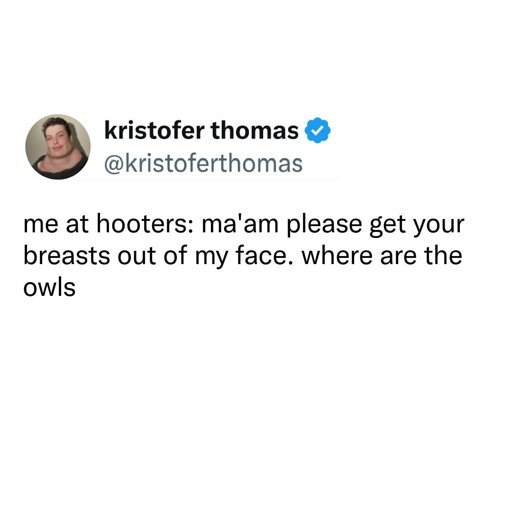 kristofer thomas
@kristoferthomas
me at hooters: ma'am please get your
breasts out of my face. where are the
owls